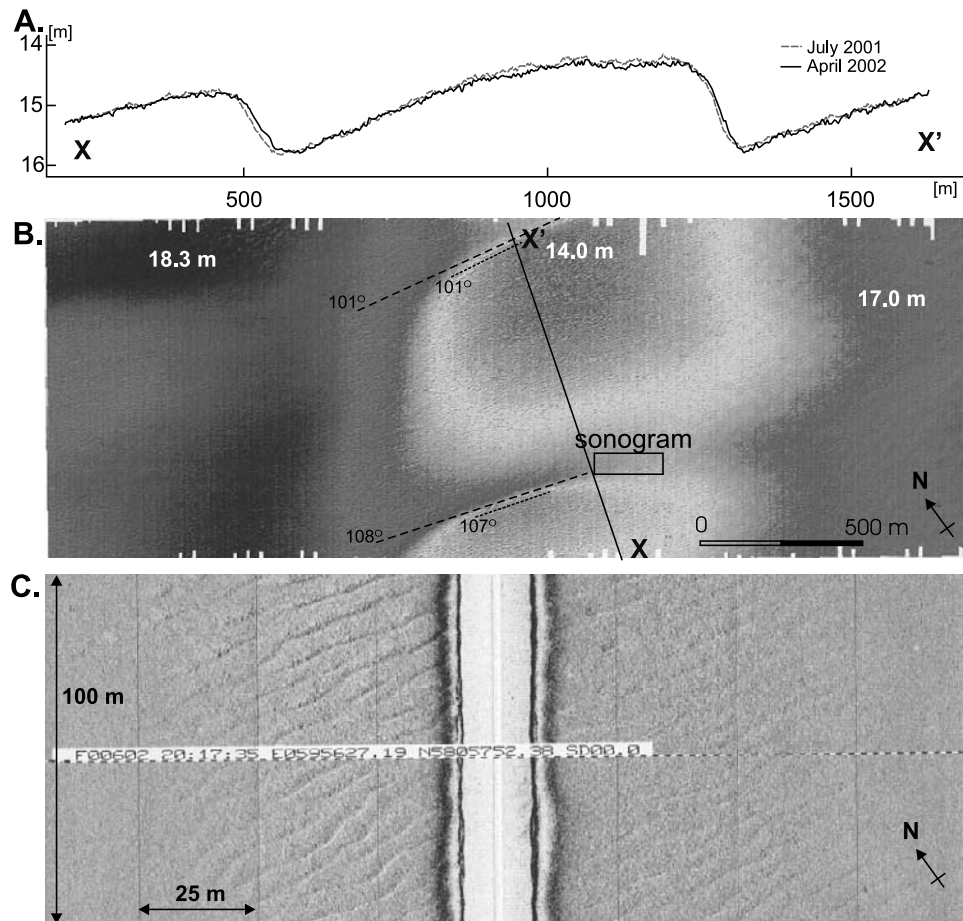 A.
[m]
14
15
16
July 2001
April 2002
X
X'
500
1000
1500
[m]
B.
18.3 m
X'
14.0 m
17.0 m
101°
101°
sonogram
108°
107°
N
0
500 m
X
C.
100 m
F00602 20:17:35 E0595627.19 N5805752.38 SD00.0
25 m
N